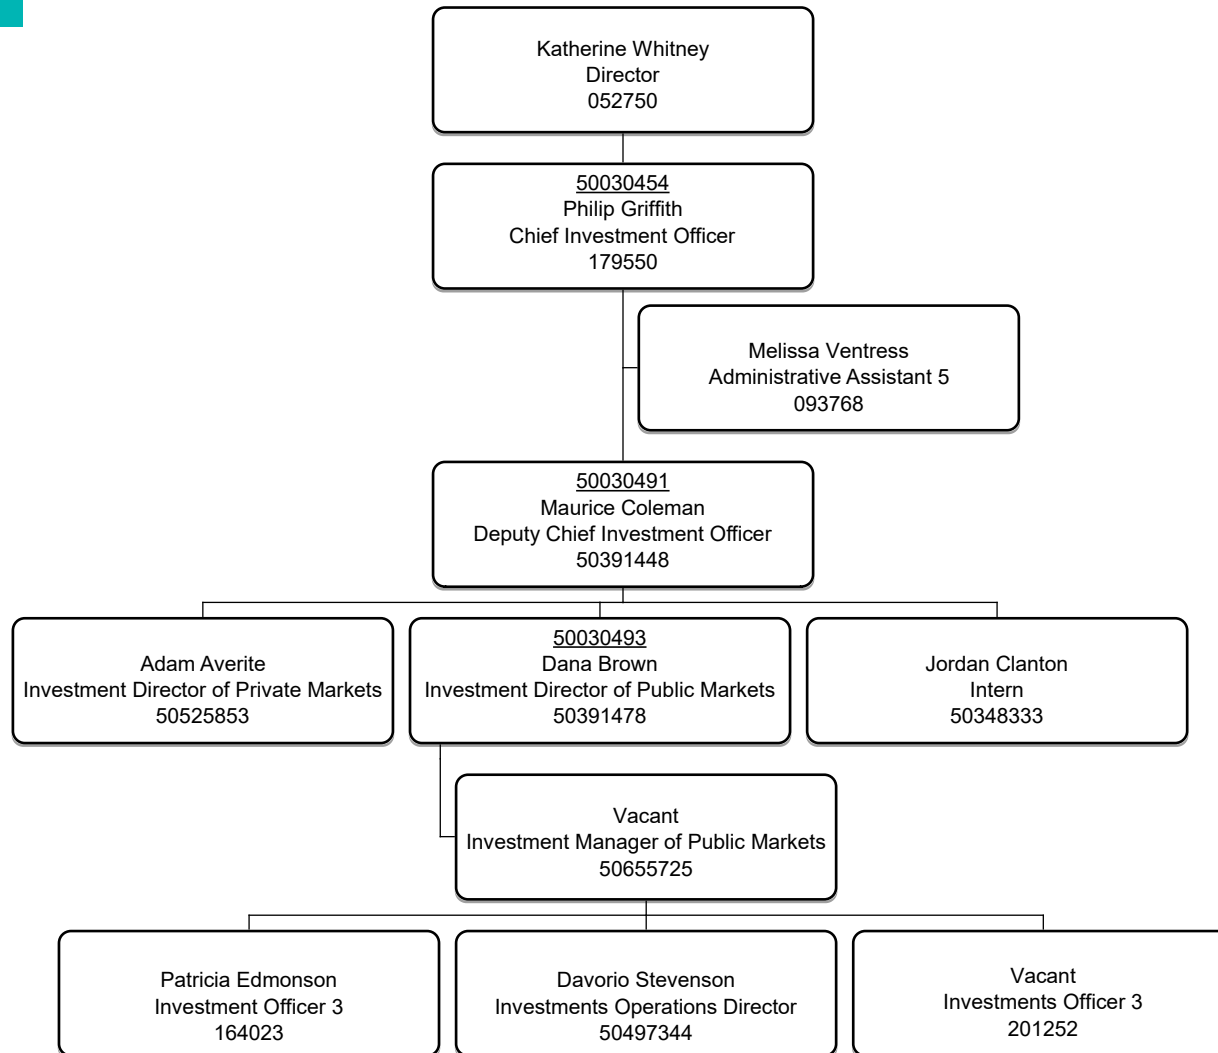 Katherine Whitney
Director
052750
50030454
Philip Griffith
Chief Investment Officer
179550
Melissa Ventress
Administrative Assistant 5
093768
50030491
Maurice Coleman
Deputy Chief Investment Officer
50391448
Adam Averite
Investment Director of Private Markets
50525853
50030493
Dana Brown
Investment Director of Public Markets
50391478
Jordan Clanton
Intern
50348333
Vacant
Investment Manager of Public Markets
50655725
Patricia Edmonson
Investment Officer 3
164023
Davorio Stevenson
Investments Operations Director
50497344
Vacant
Investments Officer 3
201252